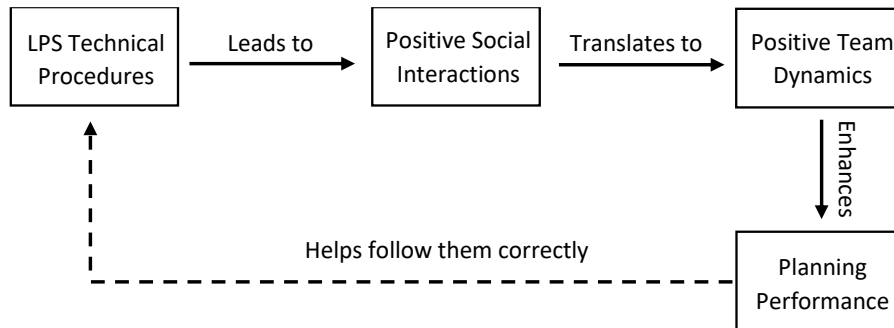 LPS Technical
Procedures
Leads to
Positive Social
Interactions
Translates to
Positive Team
Dynamics
Enhances
Helps follow them correctly
Planning
Performance